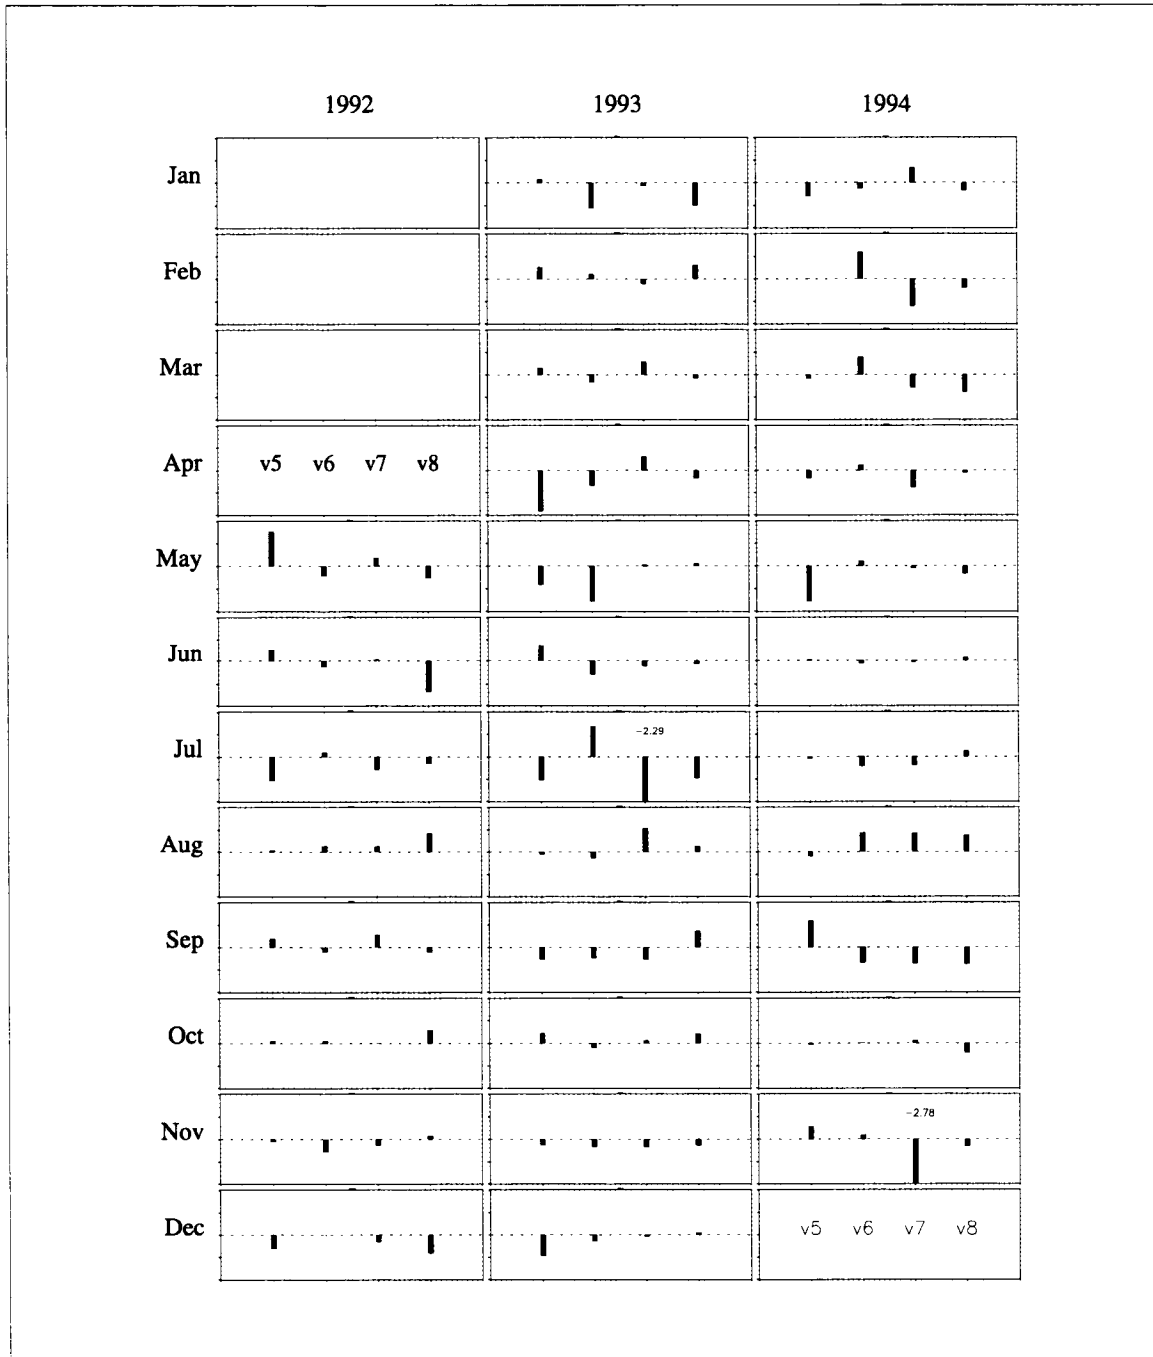 1992 1993 1994
Jan
Feb
Mar
Apr v5 v6 v7 v8
May
Jun
Jul -2.29
Aug
Sep
Oct
Nov -2.78
Dec v5 v6 v7 v8